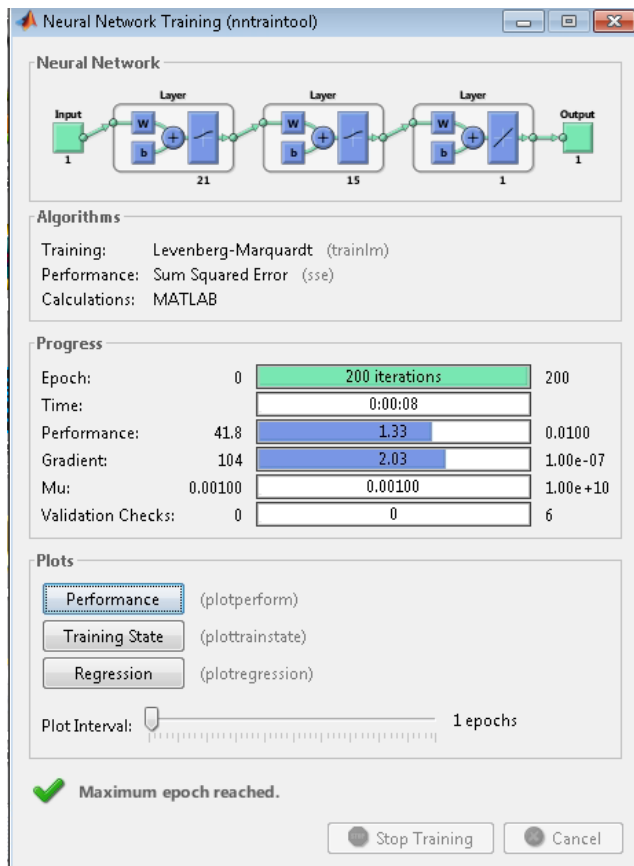 Neural Network Training (nntraintool)
Neural Network
Layer Layer Layer
Input Output
W W W
b b b
1 21 15 1 1
Algorithms
Training: Levenberg-Marquardt (trainlm)
Performance: Sum Squared Error (sse)
Calculations: MATLAB
Progress
Epoch: 0 200 iterations 200
Time: 0:00:08
Performance: 41.8 1.33 0.0100
Gradient: 104 2.03 1.00e-07
Mu: 0.00100 0.00100 1.00e+10
Validation Checks: 0 0 6
Plots
Performance (plotperform)
Training State (plottrainstate)
Regression (plotregression)
Plot Interval: 1 epochs
Maximum epoch reached.
Stop Training Cancel